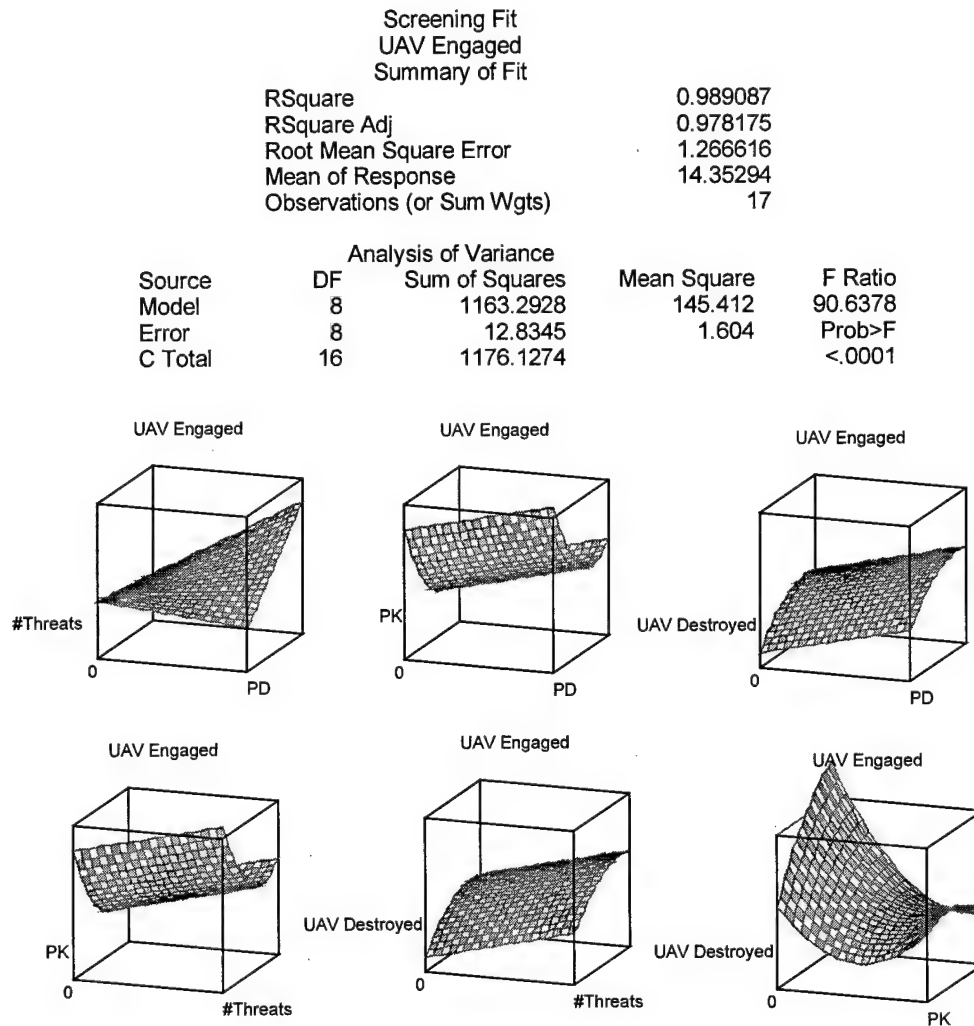 Screening Fit
UAV Engaged
Summary of Fit
RSquare 0.989087
RSquare Adj 0.978175
Root Mean Square Error 1.266616
Mean of Response 14.35294
Observations (or Sum Wgts) 17
Analysis of Variance
Source DF Sum of Squares Mean Square F Ratio
Model 8 1163.2928 145.412 90.6378
Error 8 12.8345 1.604 Prob>F
C Total 16 1176.1274 <.0001
UAV Engaged UAV Engaged UAV Engaged
#Threats PK UAV Destroyed
0 0 0
PD PD PD
UAV Engaged UAV Engaged UAV Engaged
PK UAV Destroyed UAV Destroyed
0 0 0
#Threats #Threats PK